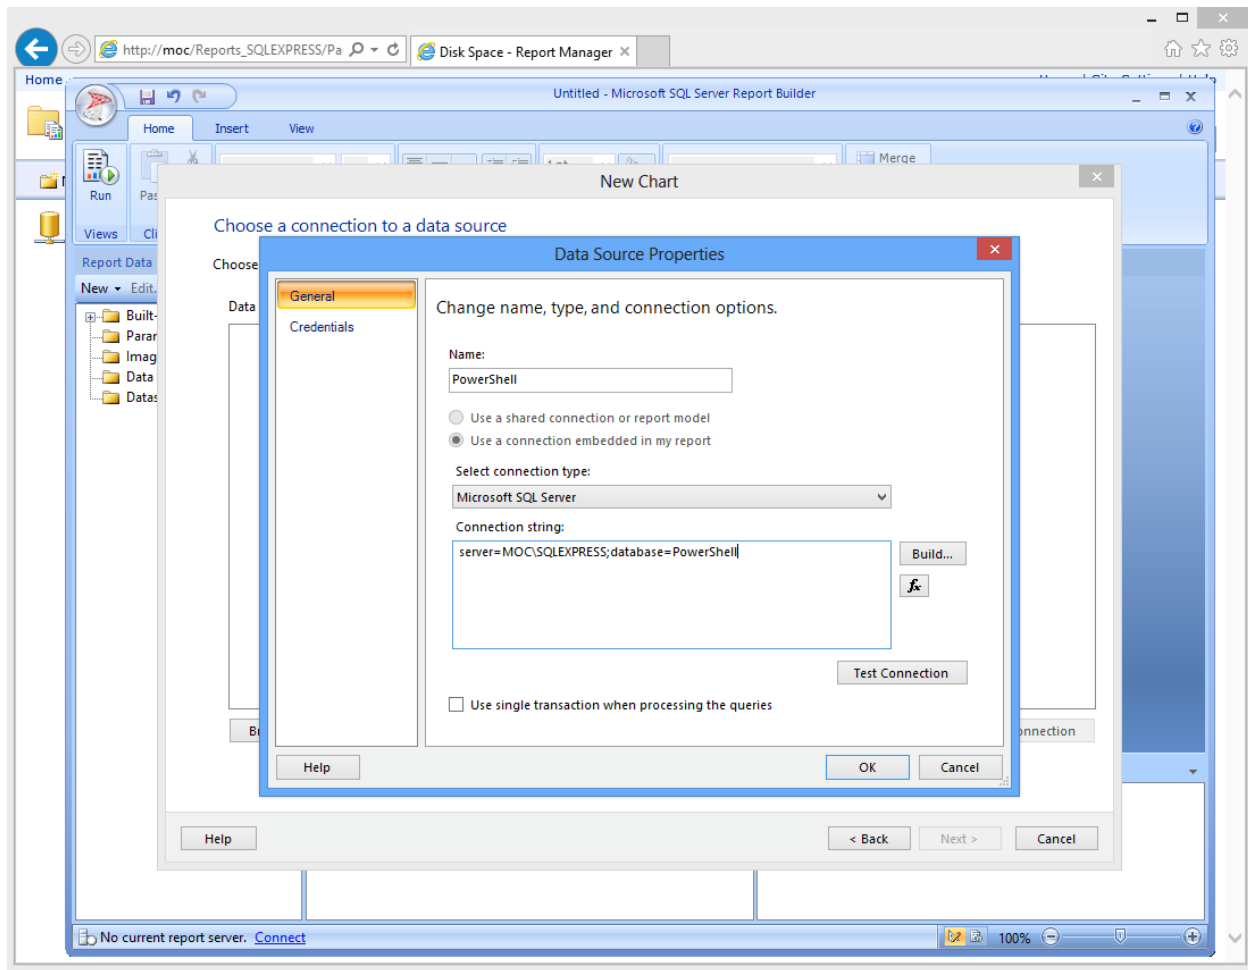 http://moc/Reports_SQLEXPRESS/Pa
Disk Space - Report Manager
Home
Untitled - Microsoft SQL Server Report Builder
Home Insert View
Merge
Run
Views
New Chart
Choose a connection to a data source
Report Data
Choose
Data Source Properties
New Edit.
Data
General
Credentials
Change name, type, and connection options.
Built-
Data
Name:
PowerShell
Use a shared connection or report model
Use a connection embedded in my report
Select connection type:
Microsoft SQL Server
Connection string:
server=MOC\SQLEXPRESS;database=PowerShell
Build...
fx
Test Connection
Use single transaction when processing the queries
Help
OK
Cancel
Help
< Back
Next >
Cancel
No current report server. Connect
100%